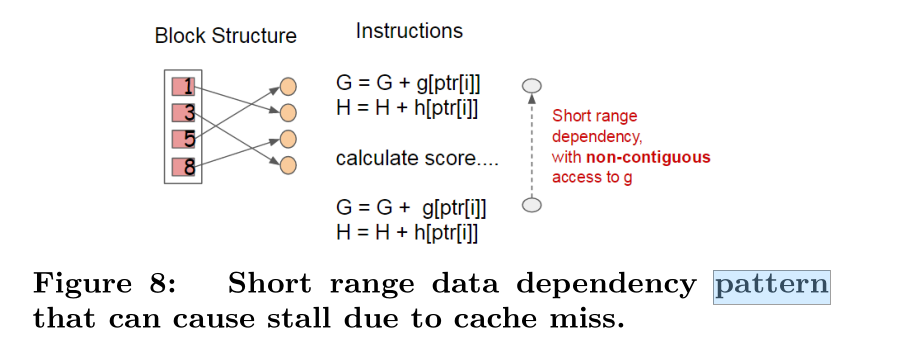 Block Structure
Instructions
1
3
5
8
G = G + g[ptr[i]]
H = H + h[ptr[i]]
calculate score....
G = G + g[ptr[i]]
H = H + h[ptr[i]]
Short range
dependency,
with non-contiguous
access to g
Figure 8: Short range data dependency pattern
that can cause stall due to cache miss.